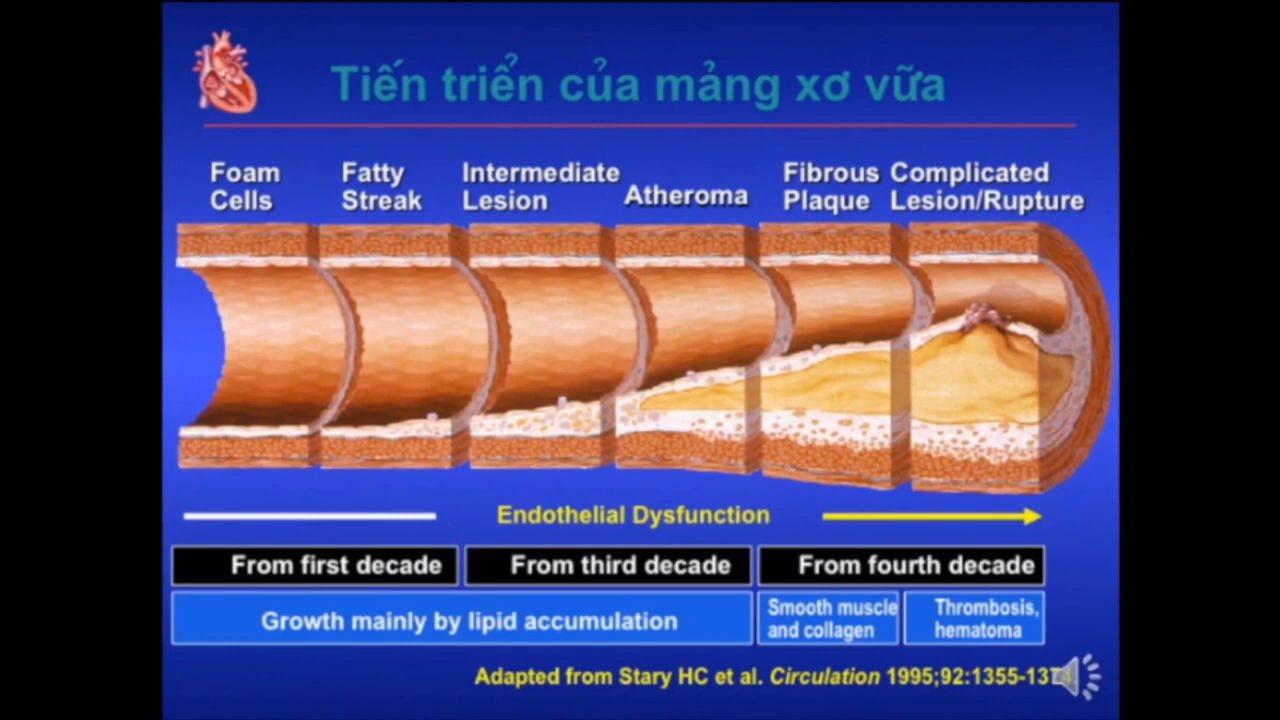 Tiến triển của mảng xơ vữa
Foam
Cells
Fatty
Streak
Intermediate
Lesion
Atheroma
Fibrous
Plaque
Complicated
Lesion/Rupture
Endothelial Dysfunction
From first decade
From third decade
From fourth decade
Growth mainly by lipid accumulation
Smooth muscle
and collagen
Thrombosis,
hematoma
Adapted from Stary HC et al. Circulation 1995;92:1355-